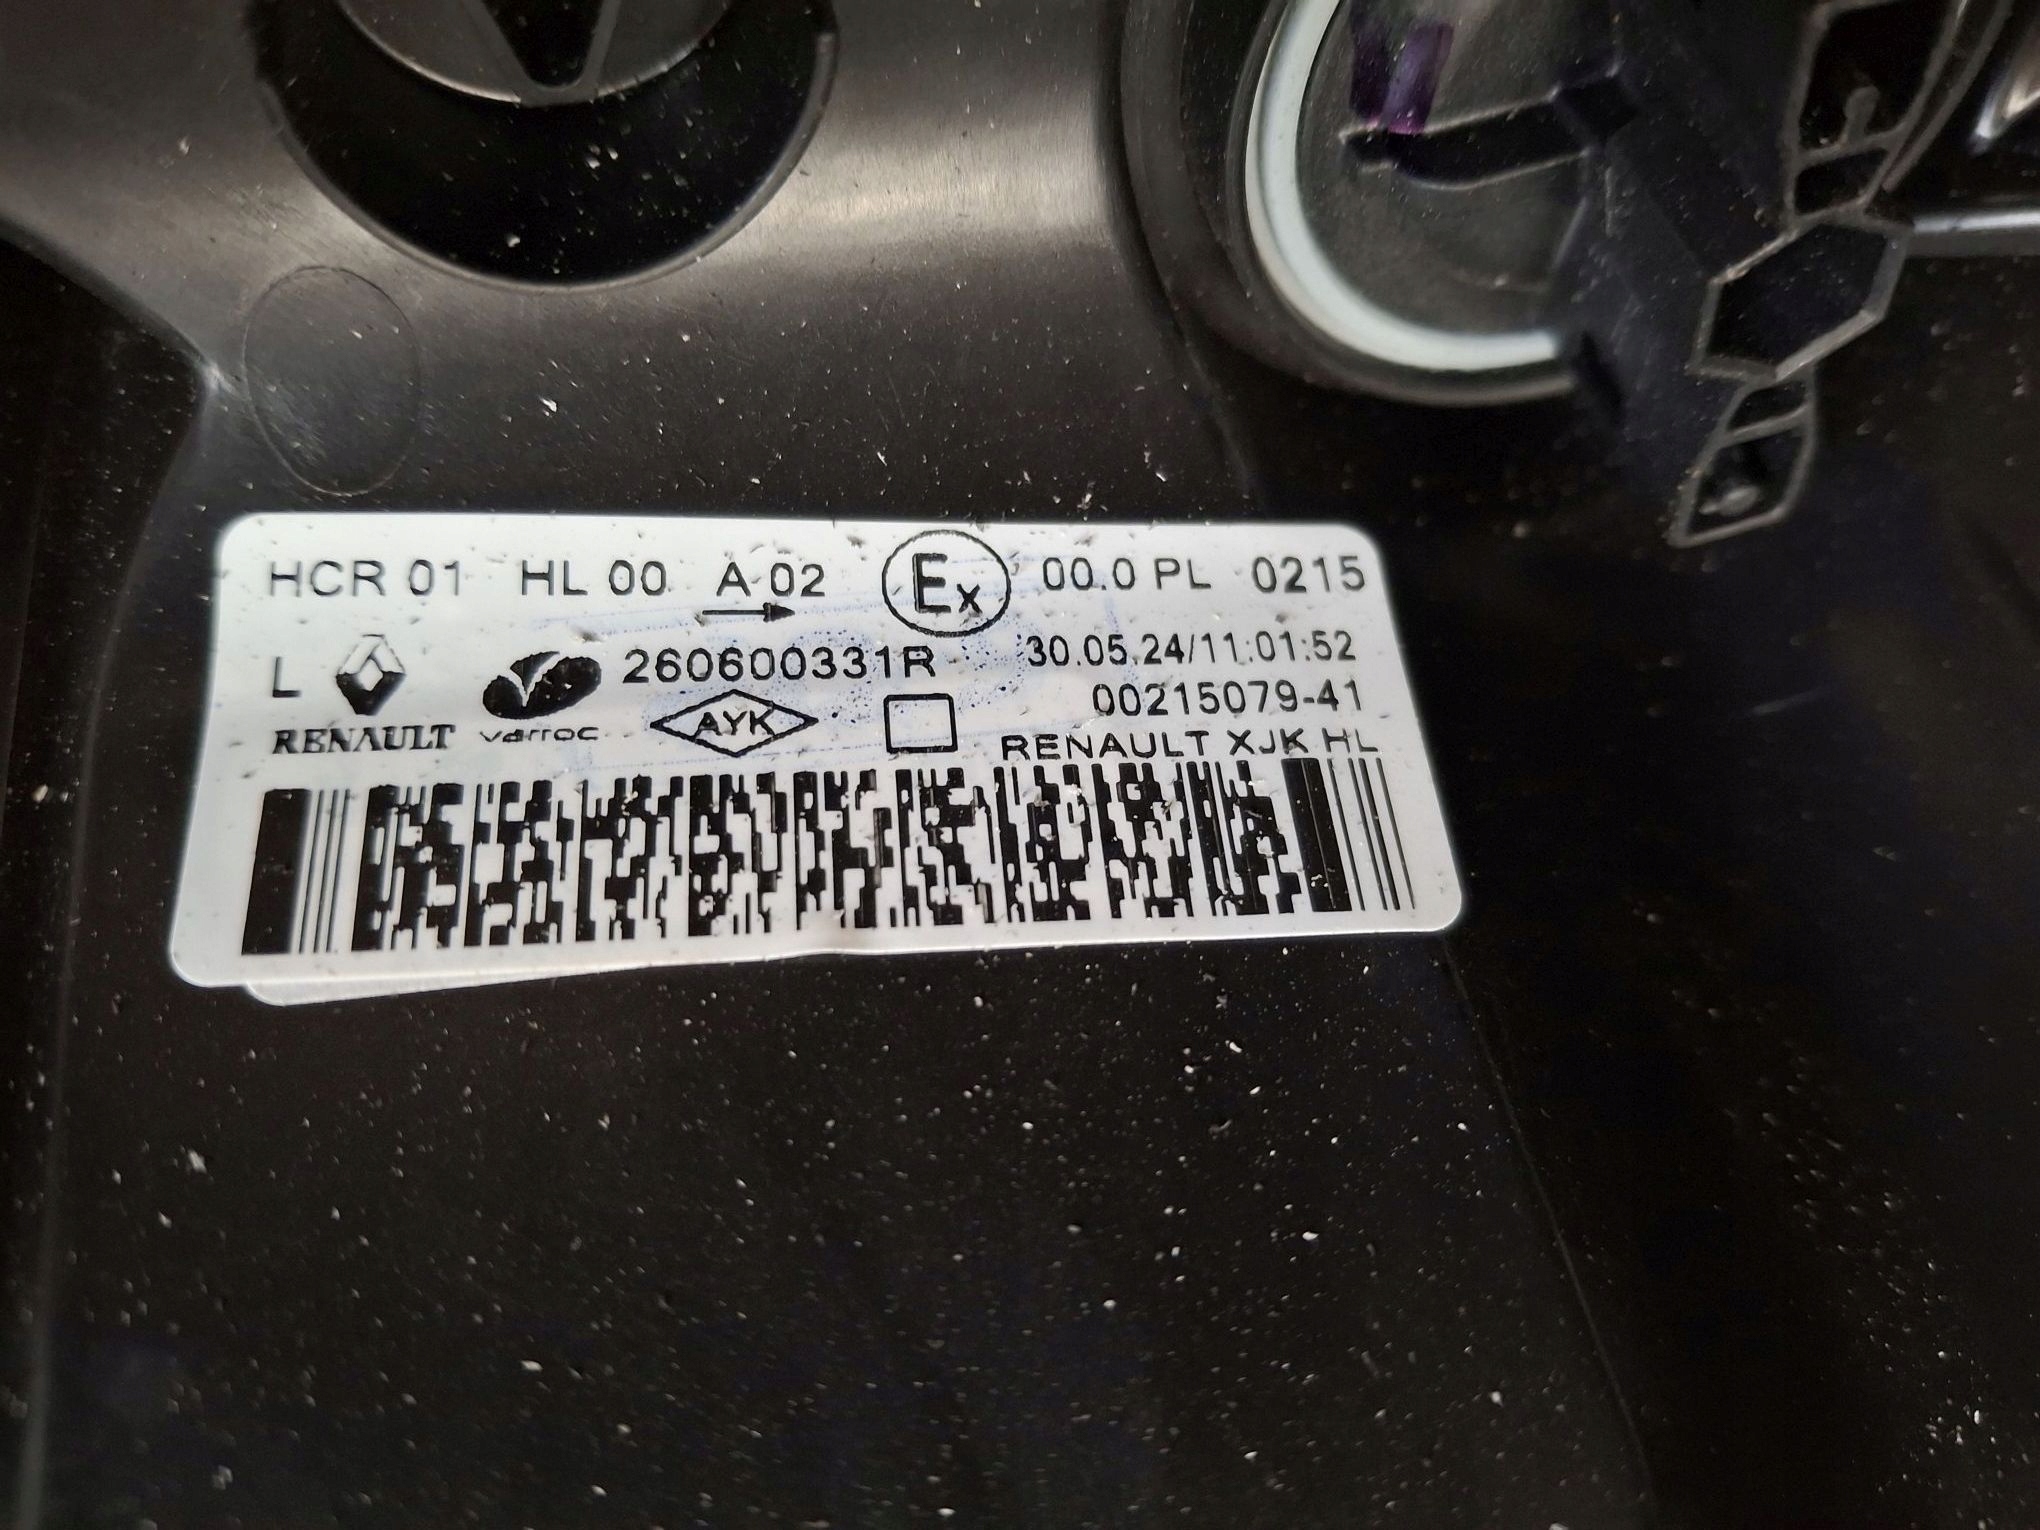 HCR 01 HL 00 A 02 Ex 00.0 PL 0215
L 260600331R 30.05.24/11:01:52
RENAULT varroc AYK 00215079-41
RENAULT XJK HL